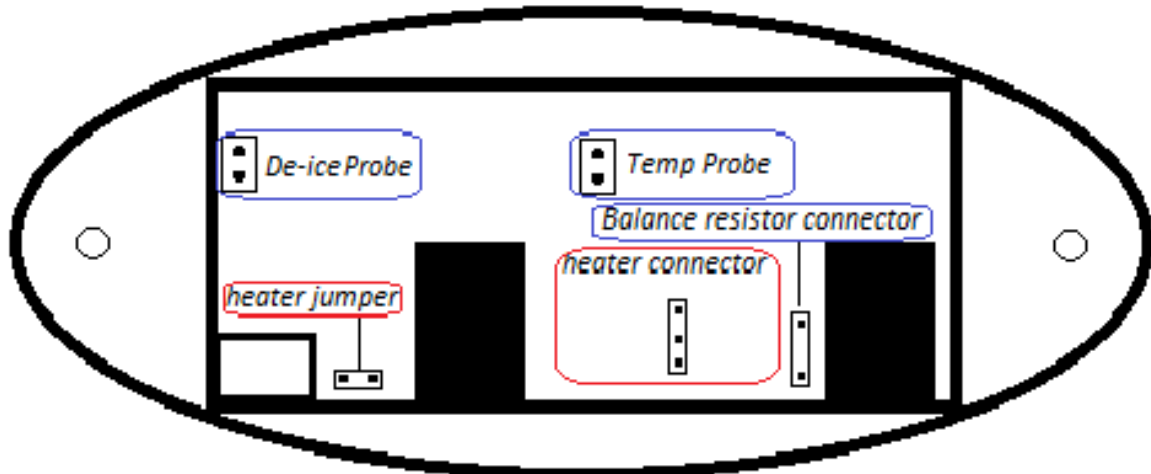 De-ice Probe
Temp Probe
Balance resistor connector
heater connector
heater jumper